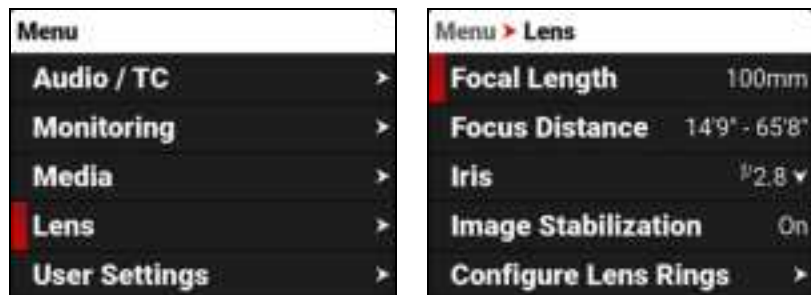 Menu
Audio / TC
Monitoring
Media
Lens
User Settings
Menu > Lens
Focal Length 100mm
Focus Distance 14'9" - 65'8"
Iris f/2.8
Image Stabilization On
Configure Lens Rings